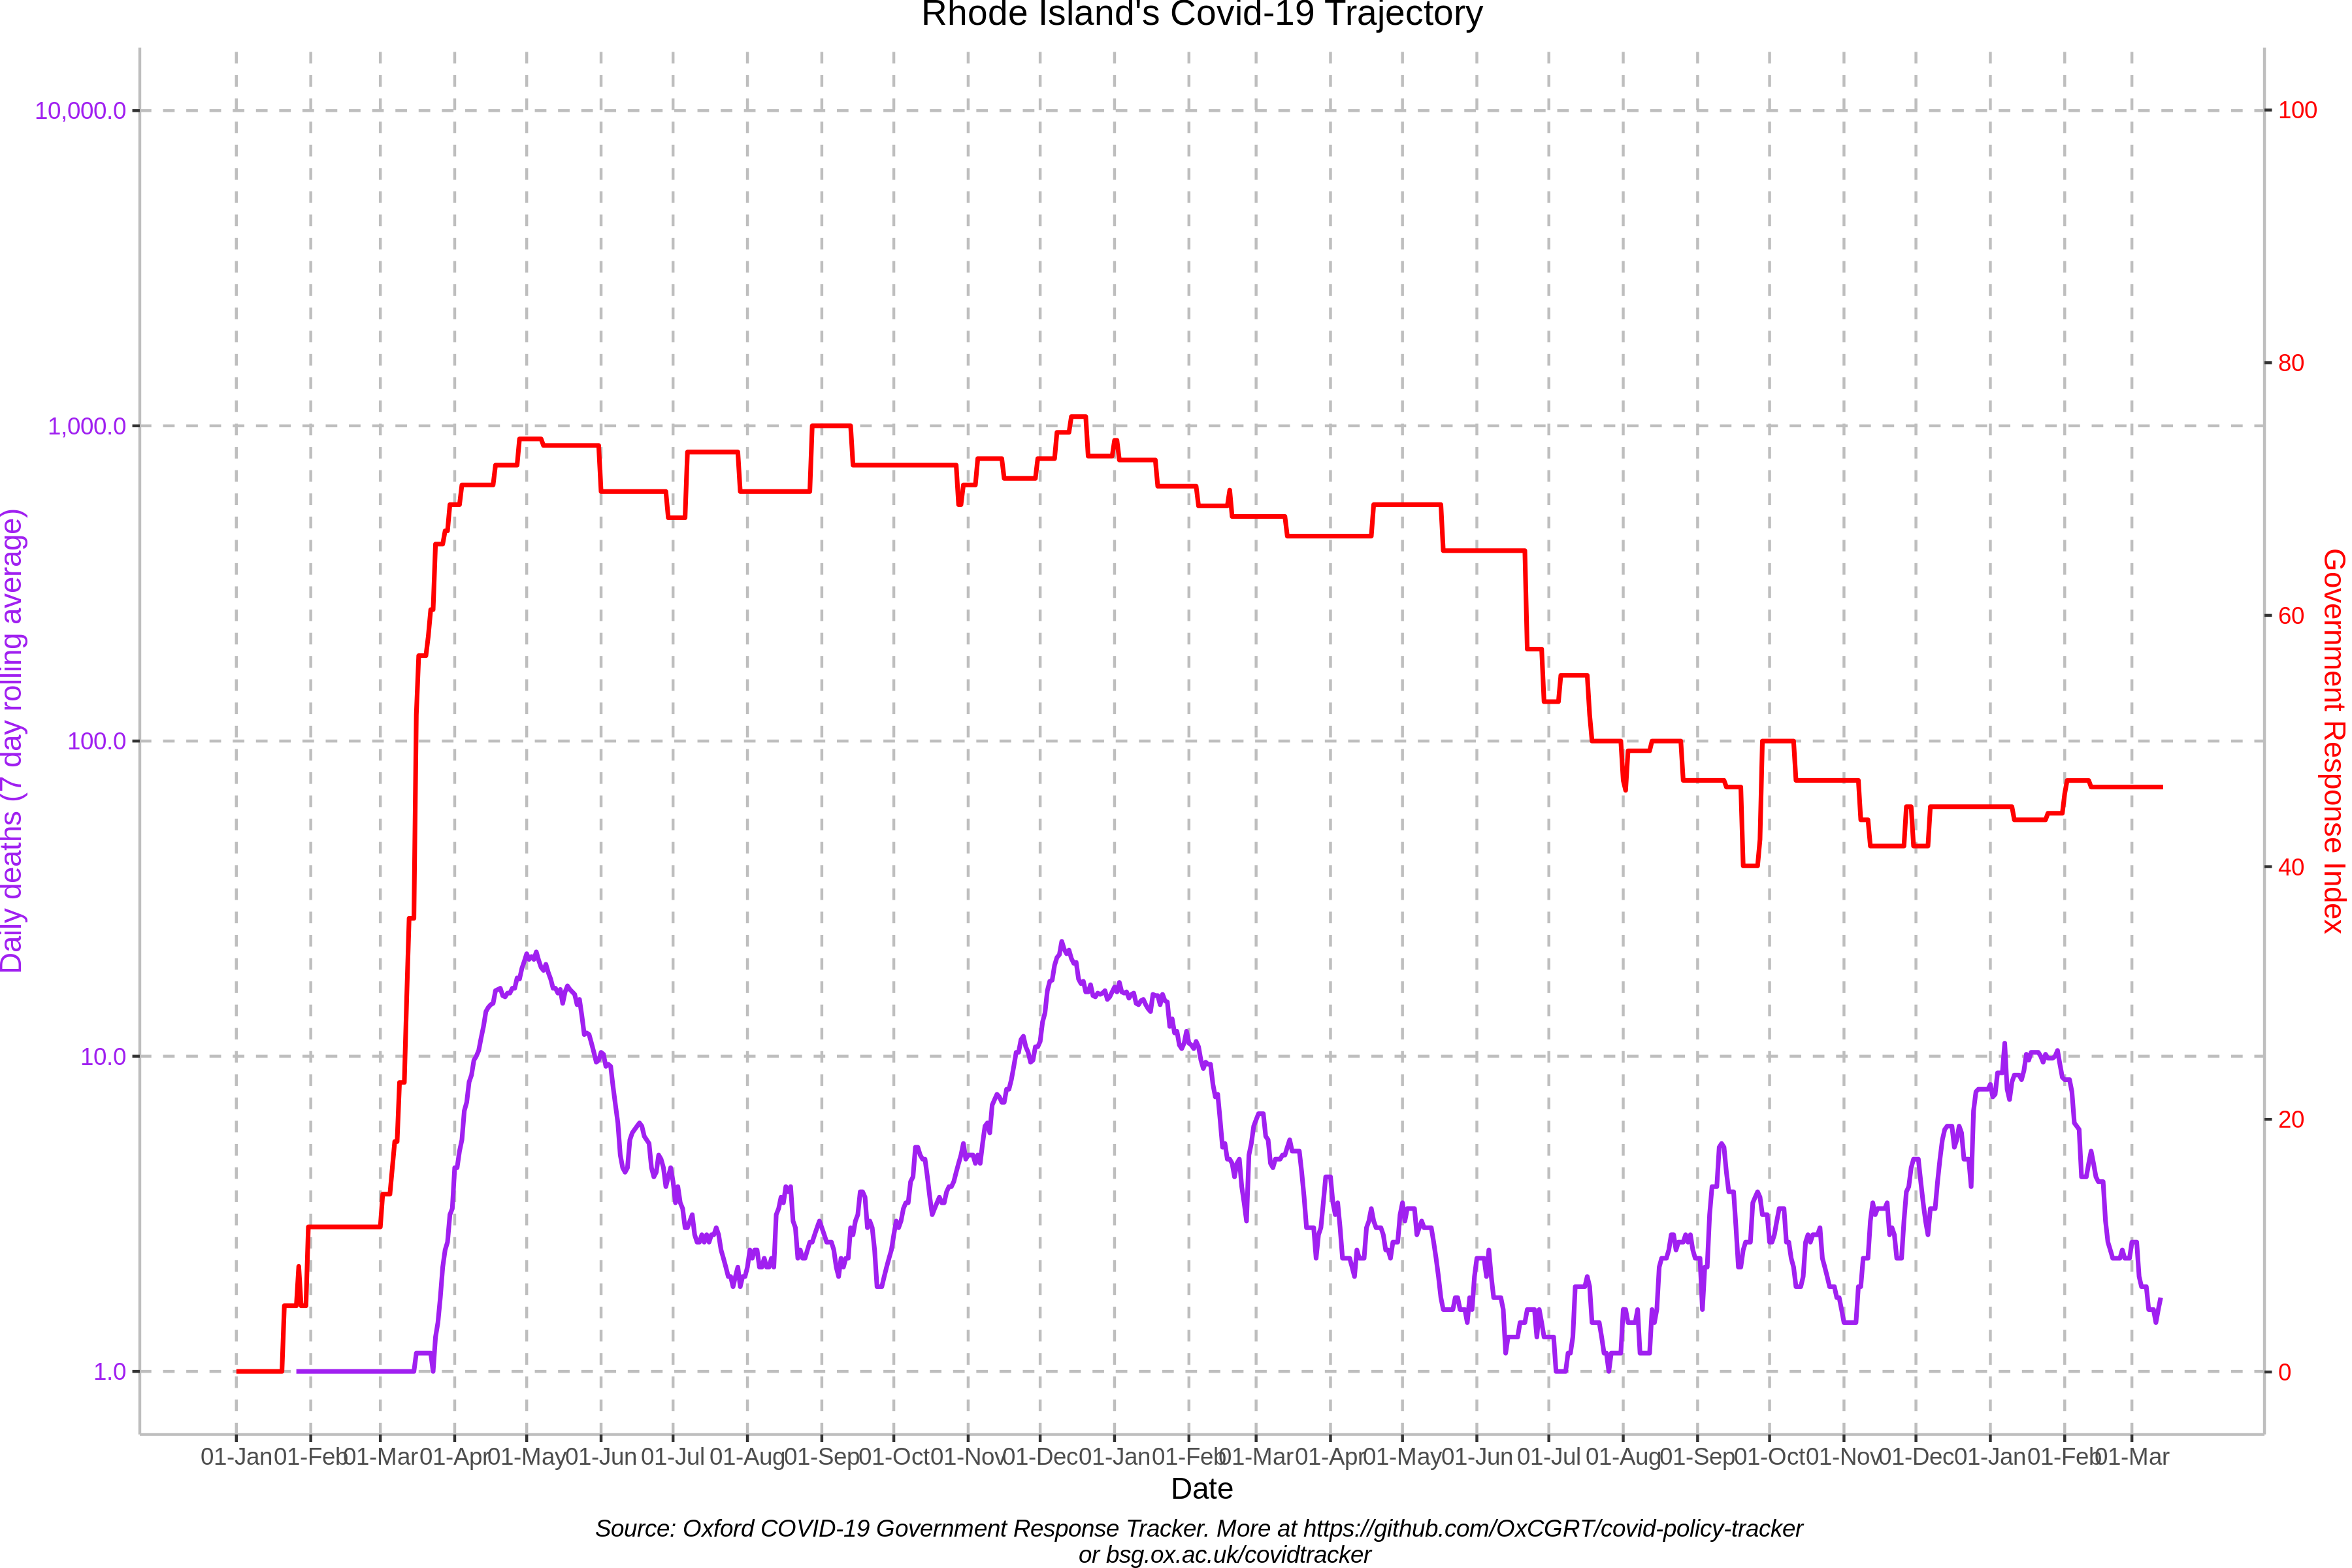 Rhode Island's Covid-19 Trajectory
10,000.0
1,000.0
100.0
10.0
1.0
Daily deaths (7 day rolling average)
100
80
60
40
20
0
Government Response Index
01-Jan 01-Feb 01-Mar 01-Apr 01-May 01-Jun 01-Jul 01-Aug 01-Sep 01-Oct 01-Nov 01-Dec 01-Jan 01-Feb 01-Mar 01-Apr 01-May 01-Jun 01-Jul 01-Aug 01-Sep 01-Oct 01-Nov 01-Dec 01-Jan 01-Feb 01-Mar
Date
Source: Oxford COVID-19 Government Response Tracker. More at https://github.com/OxCGRT/covid-policy-tracker
or bsg.ox.ac.uk/covidtracker